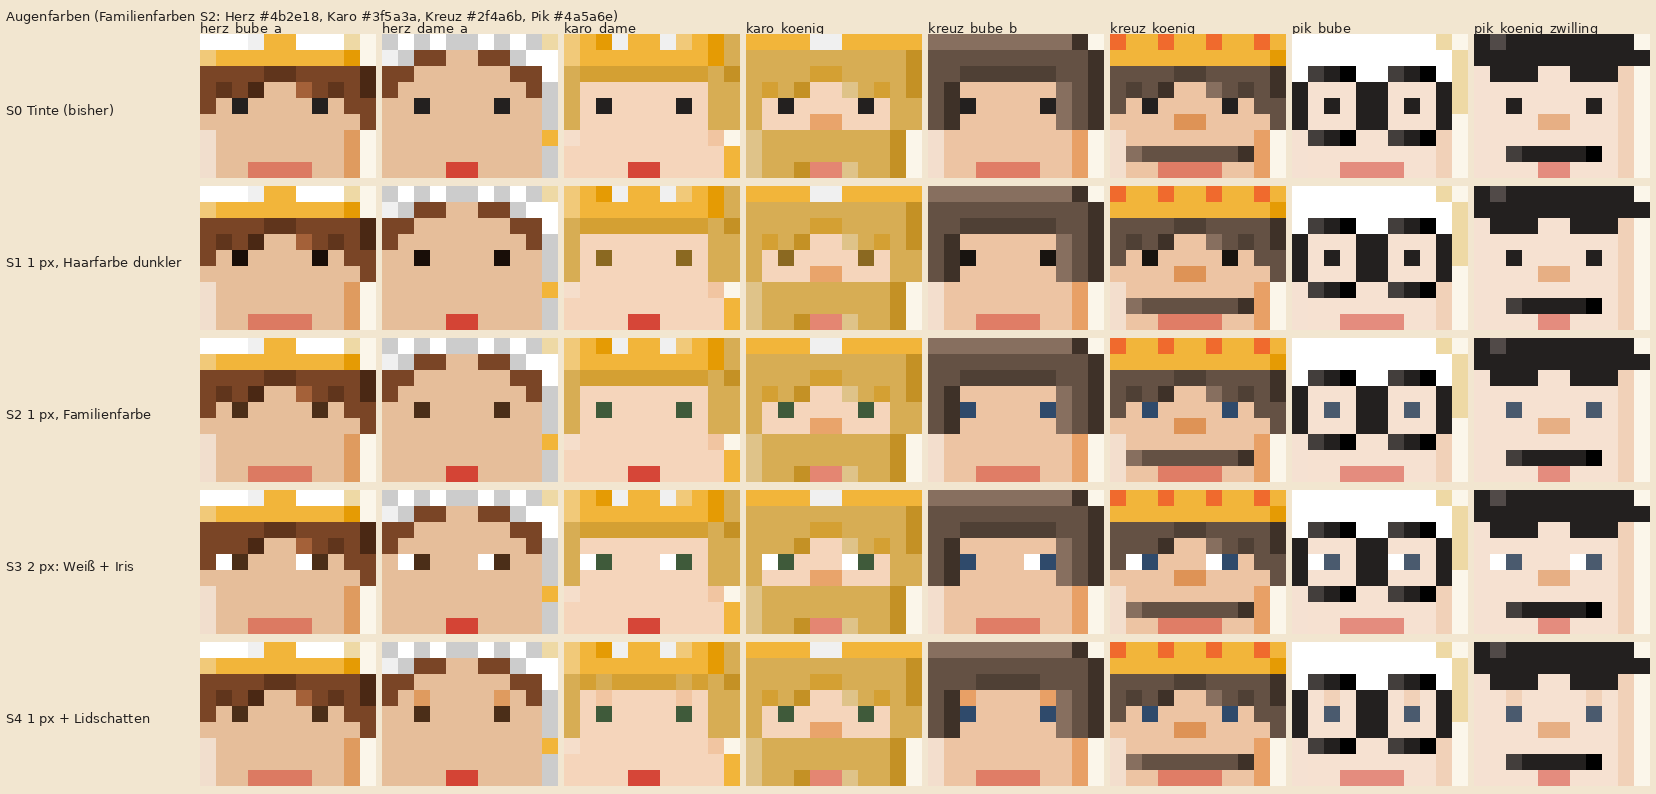 Augenfarben (Familienfarben S2: Herz #4b2e18, Karo #3f5a3a, Kreuz #2f4a6b, Pik #4a5a6e)
herz_bube_a herz_dame_a karo_dame karo_koenig kreuz_bube_b kreuz_koenig pik_bube pik_koenig_zwilling
S0 Tinte (bisher)
S1 1 px, Haarfarbe dunkler
S2 1 px, Familienfarbe
S3 2 px: Weiß + Iris
S4 1 px + Lidschatten